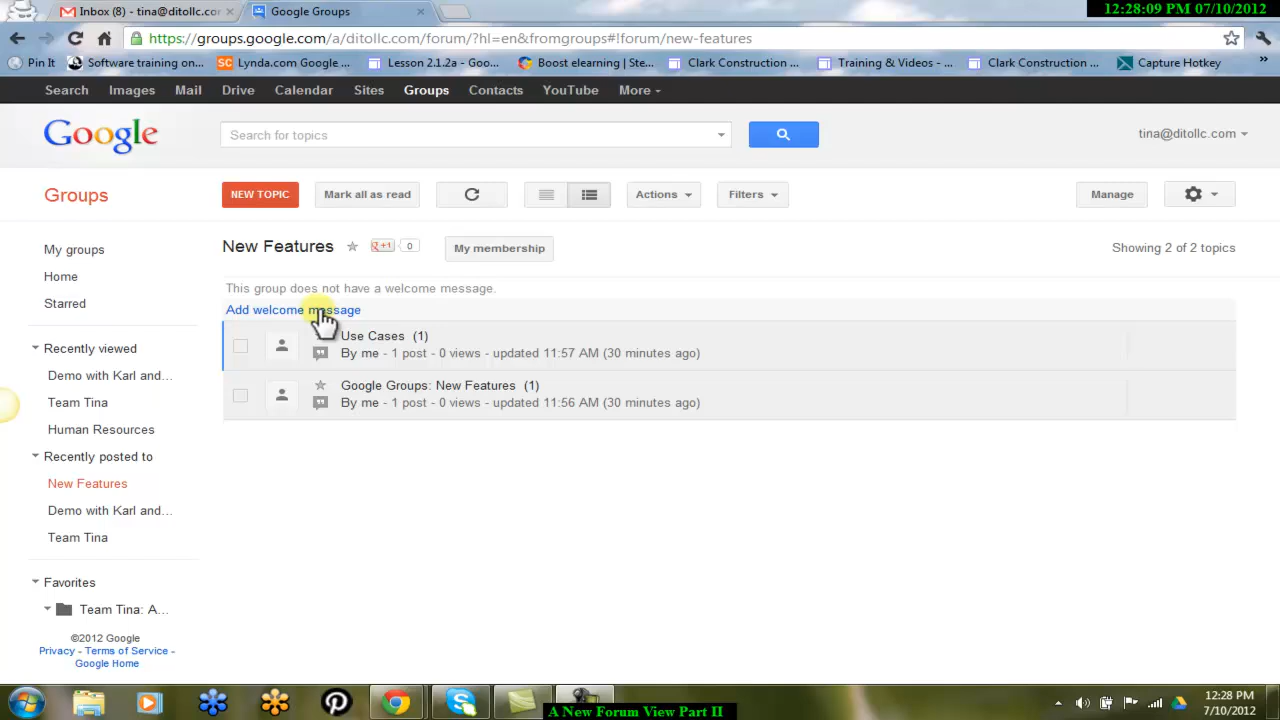 12:28:09 PM 07/10/2012
Inbox (8) - tina@ditollc.cor
Google Groups
https://groups.google.com/a/ditollc.com/forum/?hl=en&fromgroups#!forum/new-features
Pin It Software training on... Lynda.com Google ... Lesson 2.1.2a - Goo... Boost elearning | Ste... Clark Construction ... Training & Videos - ... Clark Construction ... Capture Hotkey »
Search Images Mail Drive Calendar Sites Groups Contacts YouTube More
Google Search for topics tina@ditollc.com
Groups NEW TOPIC Mark all as read Actions Filters Manage
New Features +1 0 My membership Showing 2 of 2 topics
This group does not have a welcome message.
Add welcome message
Use Cases (1)
By me - 1 post - 0 views - updated 11:57 AM (30 minutes ago)
Google Groups: New Features (1)
By me - 1 post - 0 views - updated 11:56 AM (30 minutes ago)
My groups
Home
Starred
Recently viewed
Demo with Karl and...
Team Tina
Human Resources
Recently posted to
New Features
Demo with Karl and...
Team Tina
Favorites
Team Tina: A...
©2012 Google
Privacy - Terms of Service -
Google Home
12:28 PM
7/10/2012
A New Forum View Part II